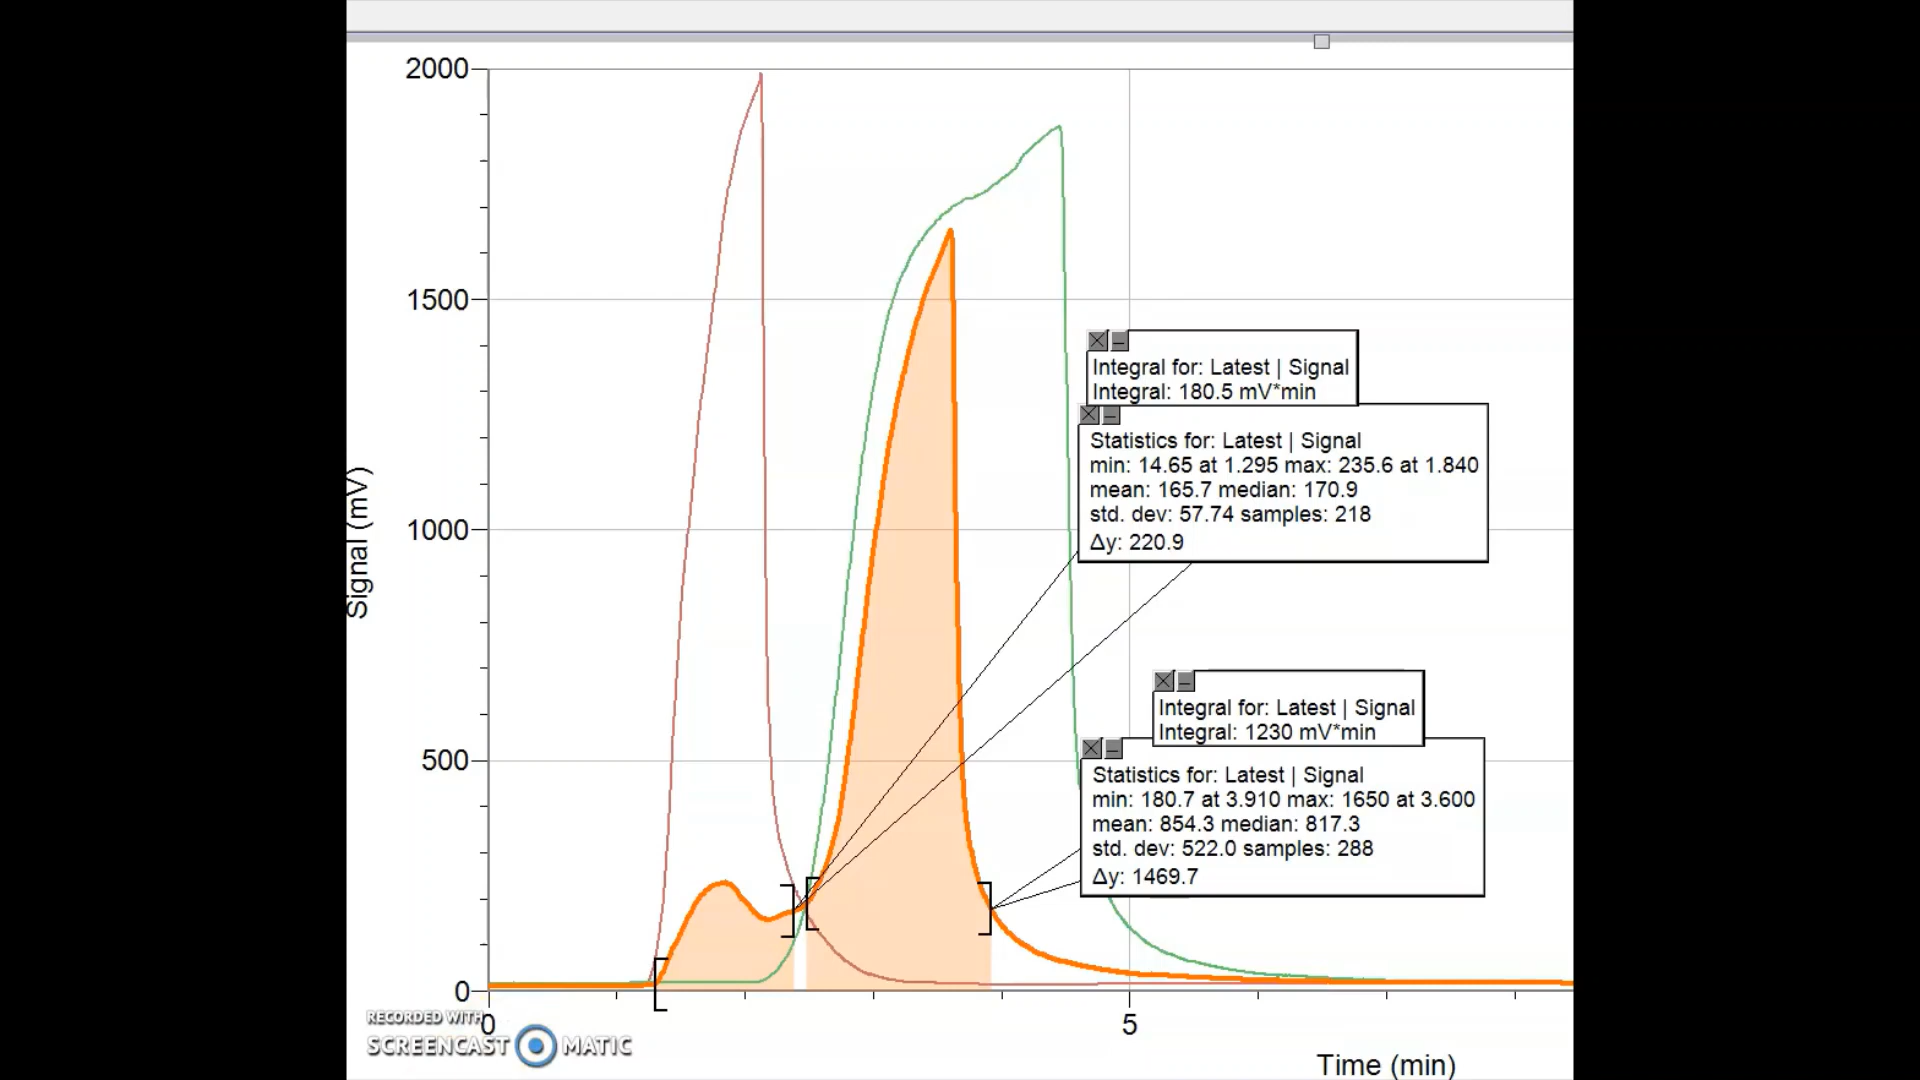 2000
1500
1000
500
0
Signal (mV)
Integral for: Latest | Signal
Integral: 180.5 mV*min
Statistics for: Latest | Signal
min: 14.65 at 1.295 max: 235.6 at 1.840
mean: 165.7 median: 170.9
std. dev: 57.74 samples: 218
Δy: 220.9
Integral for: Latest | Signal
Integral: 1230 mV*min
Statistics for: Latest | Signal
min: 180.7 at 3.910 max: 1650 at 3.600
mean: 854.3 median: 817.3
std. dev: 522.0 samples: 288
Δy: 1469.7
0
5
Time (min)
RECORDED WITH
SCREENCAST MATIC